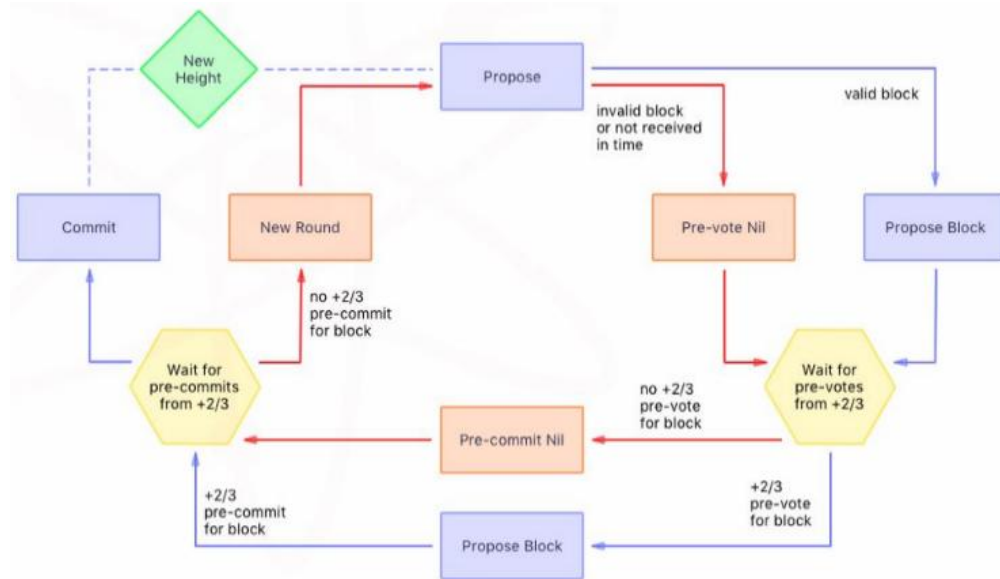 New
Height
Propose
invalid block
or not received
in time
valid block
Commit
New Round
Pre-vote Nil
Propose Block
no +2/3
pre-commit
for block
Wait for
pre-commits
from +2/3
Wait for
pre-votes
from +2/3
no +2/3
pre-vote
for block
Pre-commit Nil
+2/3
pre-commit
for block
+2/3
pre-vote
for block
Propose Block